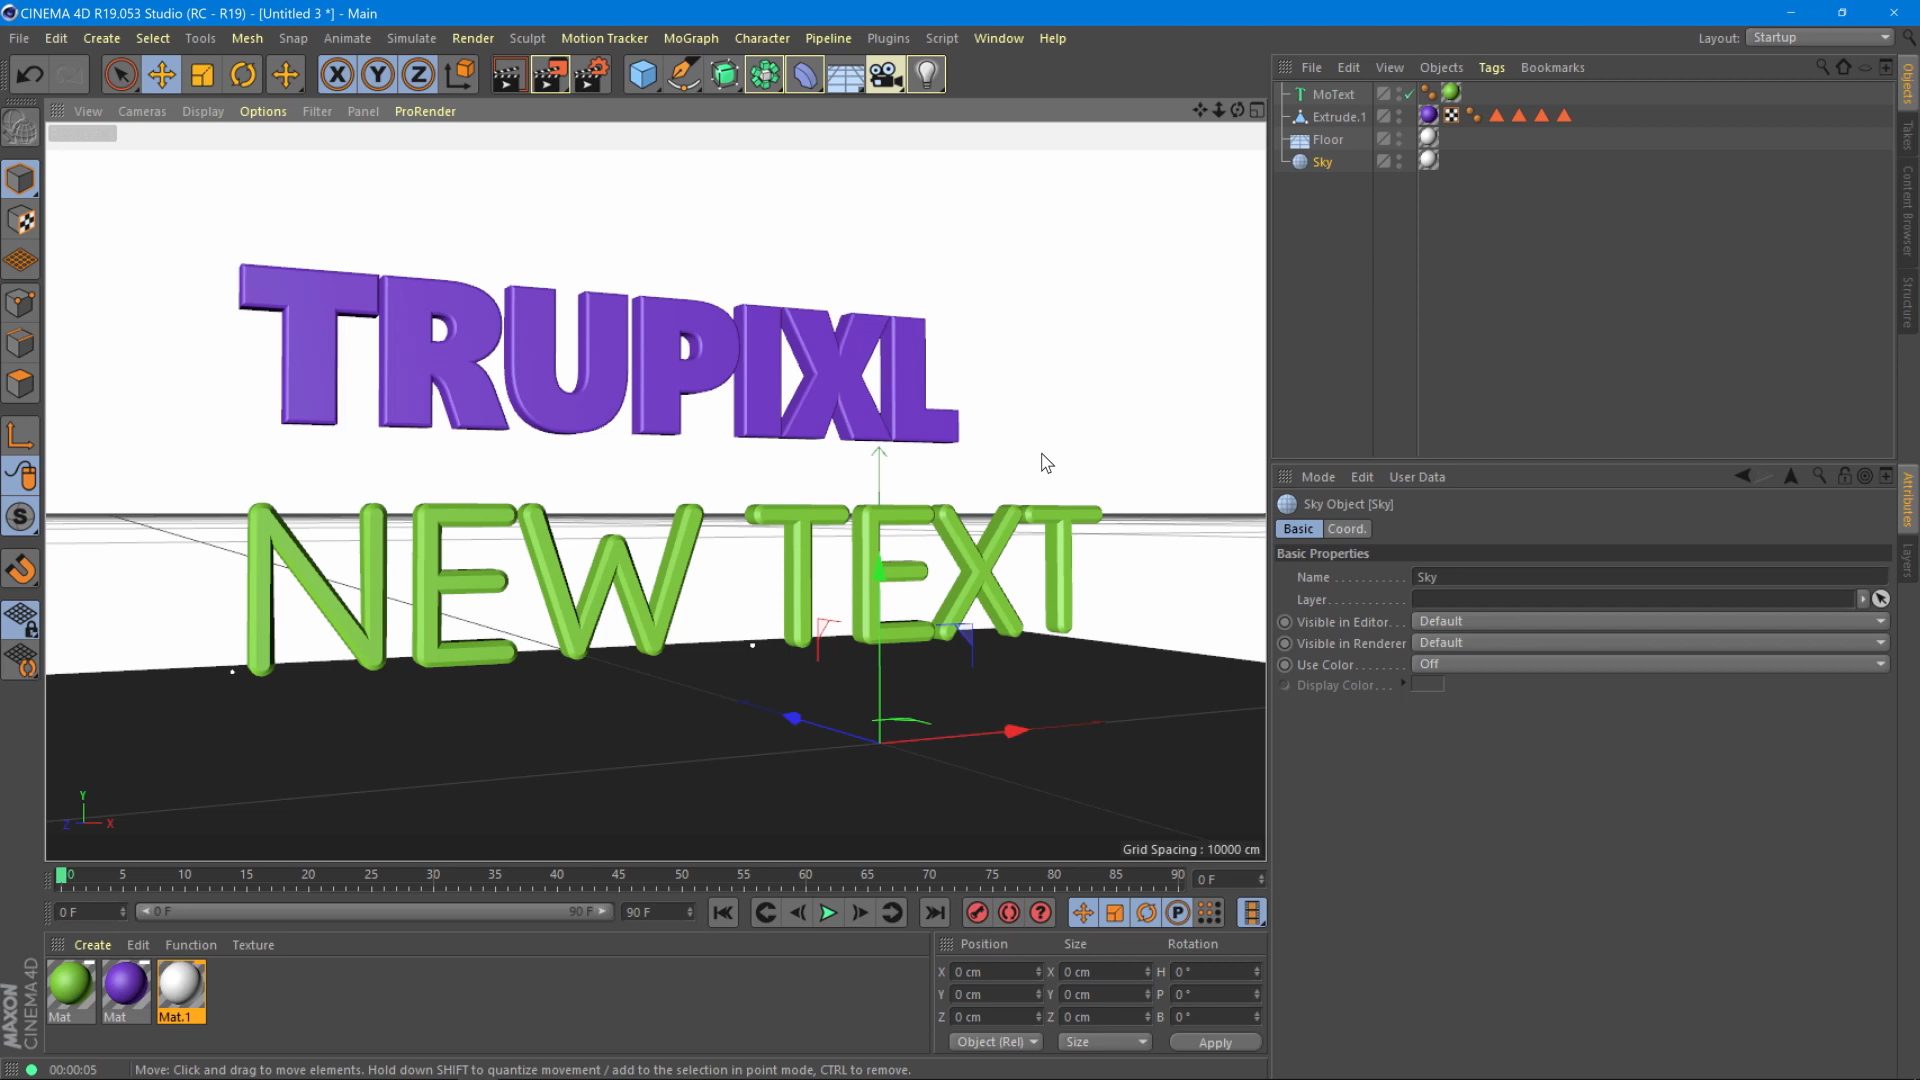 CINEMA 4D R19.053 Studio (RC - R19) - [Untitled 3 *] - Main
File Edit Create Select Tools Mesh Snap Animate Simulate Render Sculpt Motion Tracker MoGraph Character Pipeline Plugins Script Window Help
Layout: Startup
X Y Z
File Edit View Objects Tags Bookmarks
View Cameras Display Options Filter Panel ProRender
MoText
Extrude.1
Floor
Sky
Objects
Takes
Content Browser
Structure
TRUPIXL
NEW TEXT
Y
Z X
Grid Spacing : 10000 cm
Mode Edit User Data
Sky Object [Sky]
Basic Coord.
Basic Properties
Name . . . . . . . . . . . Sky
Layer. . . . . . . . . . . .
Visible in Editor. . . Default
Visible in Renderer Default
Use Color. . . . . . . . Off
Display Color. . .
Attributes
Layers
0 5 10 15 20 25 30 35 40 45 50 55 60 65 70 75 80 85 90 0 F
0 F 0 F 90 F 90 F
P
Create Edit Function Texture
Mat Mat Mat.1
Position Size Rotation
X 0 cm X 0 cm H 0 °
Y 0 cm Y 0 cm P 0 °
Z 0 cm Z 0 cm B 0 °
Object (Rel) Size Apply
MAXON
CINEMA 4D
00:00:05 Move: Click and drag to move elements. Hold down SHIFT to quantize movement / add to the selection in point mode, CTRL to remove.